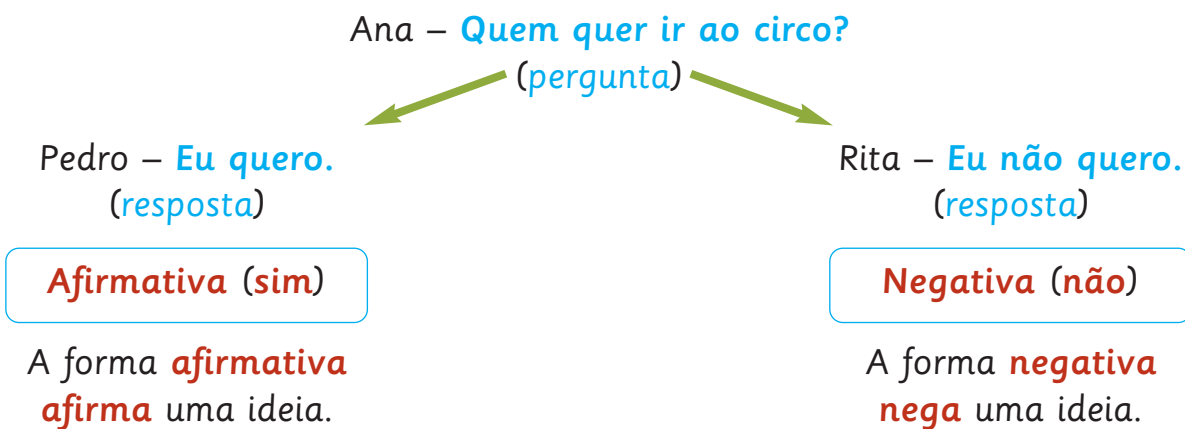 Ana – Quem quer ir ao circo?
(pergunta)
Pedro – Eu quero.
(resposta)
Afirmativa (sim)
A forma afirmativa
afirma uma ideia.
Rita – Eu não quero.
(resposta)
Negativa (não)
A forma negativa
nega uma ideia.